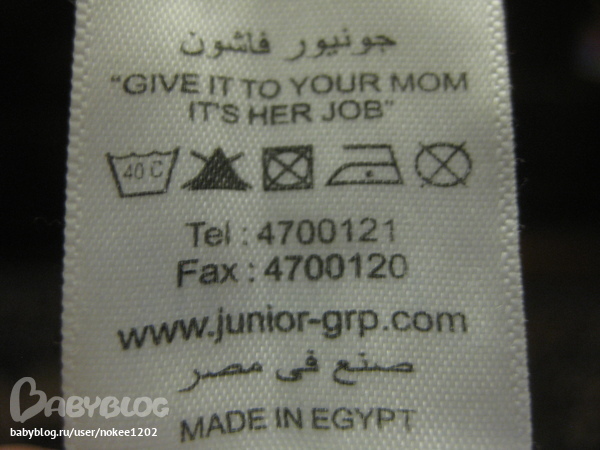 جونيور فاشون
"GIVE IT TO YOUR MOM
IT'S HER JOB"
40 C
Tel : 4700121
Fax : 4700120
www.junior-grp.com
صنع فى مصر
MADE IN EGYPT
BABYBLOG
babyblog.ru/user/nokee1202